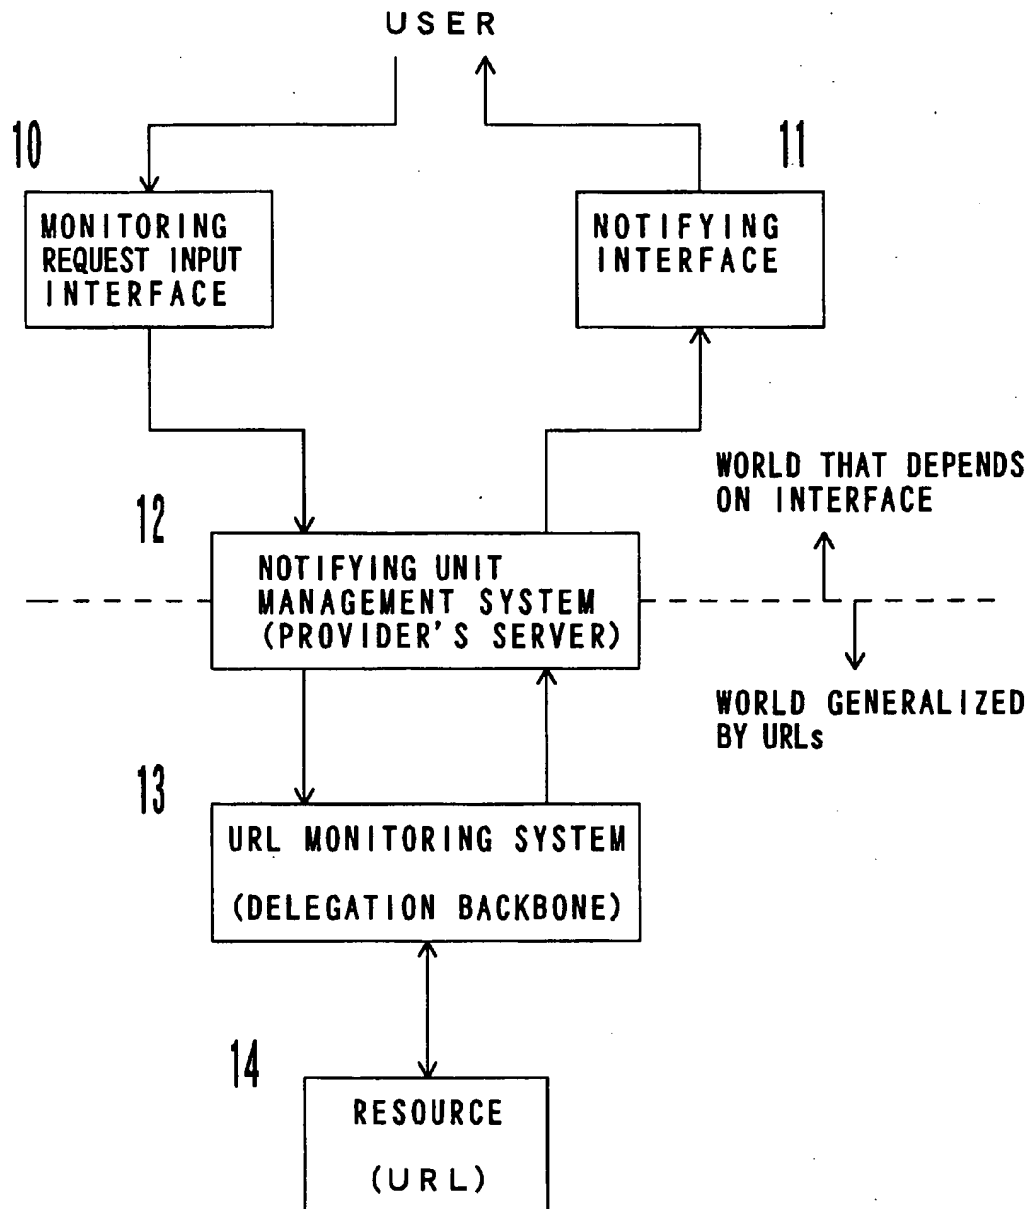 USER
10
11
MONITORING
REQUEST INPUT
INTERFACE
NOTIFYING
INTERFACE
WORLD THAT DEPENDS
ON INTERFACE
12
NOTIFYING UNIT
MANAGEMENT SYSTEM
(PROVIDER'S SERVER)
WORLD GENERALIZED
BY URLs
13
URL MONITORING SYSTEM
(DELEGATION BACKBONE)
14
RESOURCE
(URL)